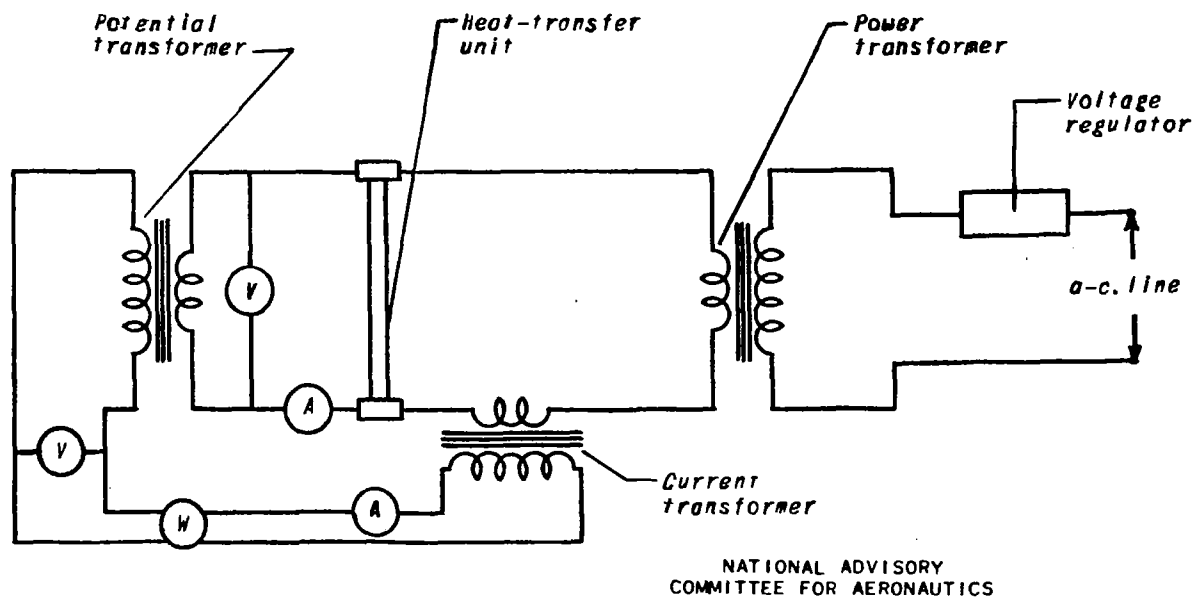 Potential
transformer
Heat-transfer
unit
Power
transformer
Voltage
regulator
V
a-c. line
A
V
Current
transformer
A
W
NATIONAL ADVISORY
COMMITTEE FOR AERONAUTICS